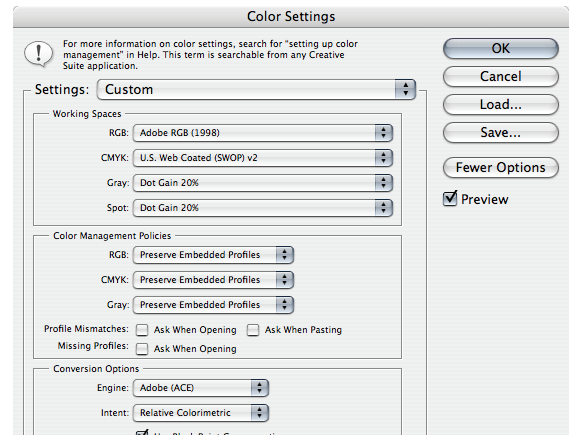 Color Settings
For more information on color settings, search for "setting up color
management" in Help. This term is searchable from any Creative
Suite application.
Settings: Custom
Working Spaces
RGB: Adobe RGB (1998)
CMYK: U.S. Web Coated (SWOP) v2
Gray: Dot Gain 20%
Spot: Dot Gain 20%
Color Management Policies
RGB: Preserve Embedded Profiles
CMYK: Preserve Embedded Profiles
Gray: Preserve Embedded Profiles
Profile Mismatches: Ask When Opening Ask When Pasting
Missing Profiles: Ask When Opening
Conversion Options
Engine: Adobe (ACE)
Intent: Relative Colorimetric
OK
Cancel
Load...
Save...
Fewer Options
Preview